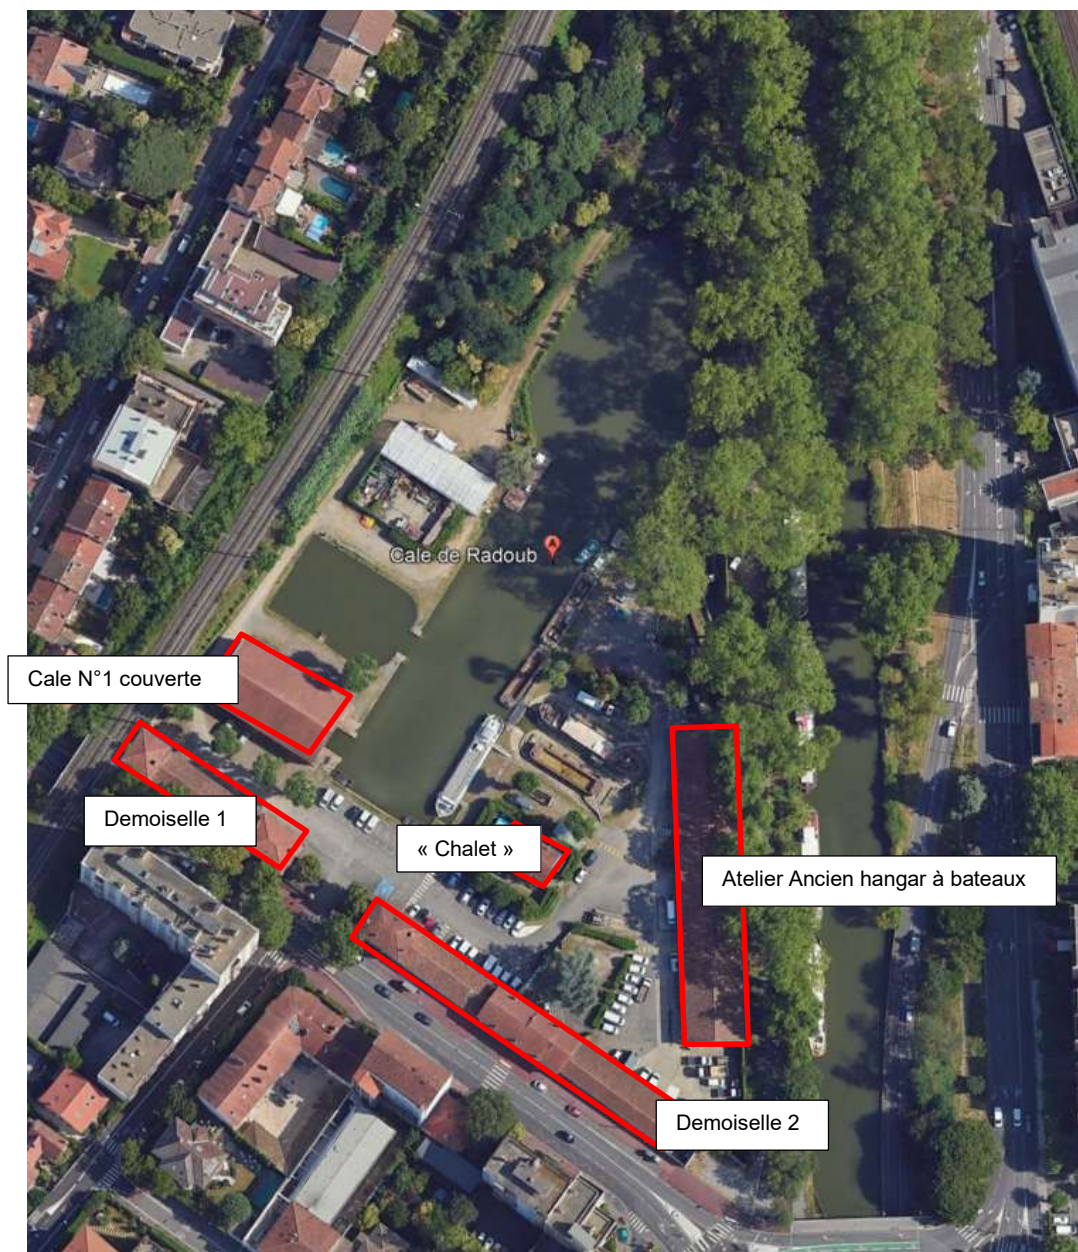 Cale de Radoub
A
Cale N°1 couverte
Demoiselle 1
« Chalet »
Atelier Ancien hangar à bateaux
Demoiselle 2